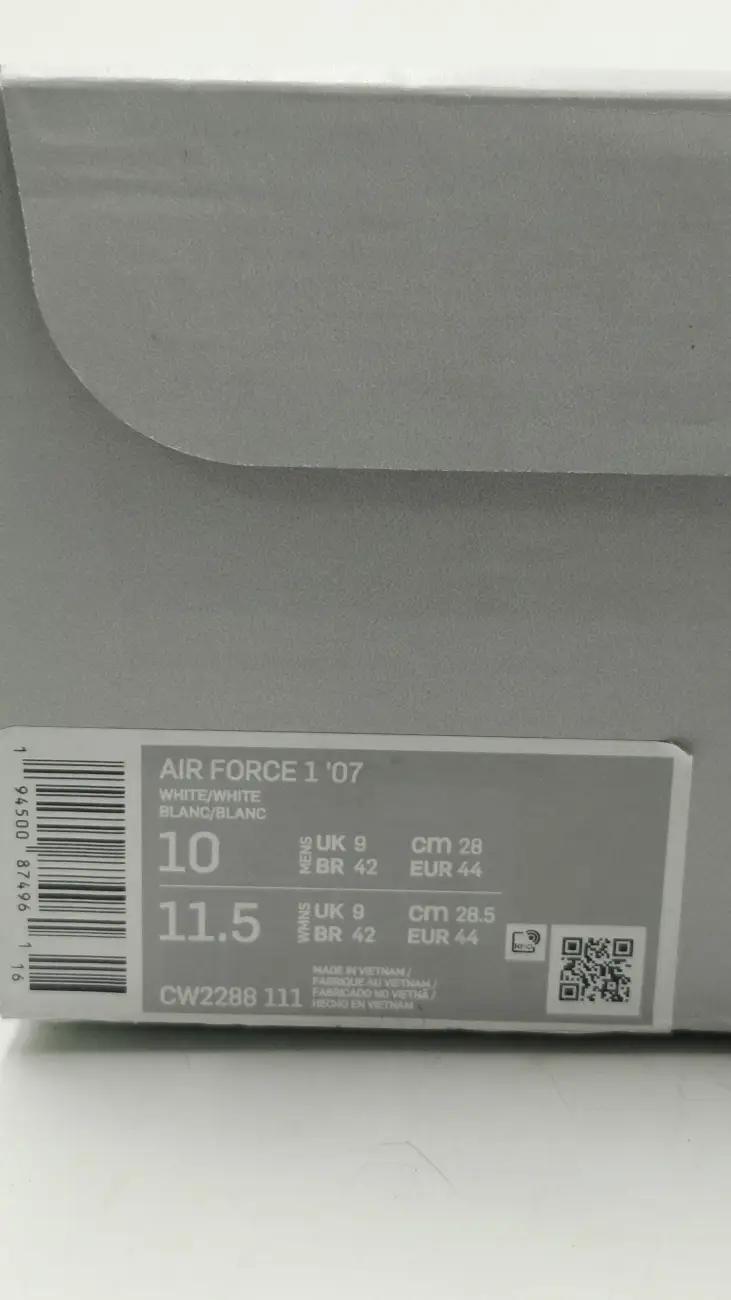 AIR FORCE 1 '07
WHITE/WHITE
BLANC/BLANC
10 MENS UK 9 cm 28
BR 42 EUR 44
11.5 WMNS UK 9 cm 28.5
BR 42 EUR 44
CW2288 111
MADE IN VIETNAM /
FABRIQUE AU VIETNAM /
FABRICADO NO VIETNÃ /
HECHO EN VIETNAM
1 94500 87496 1 16